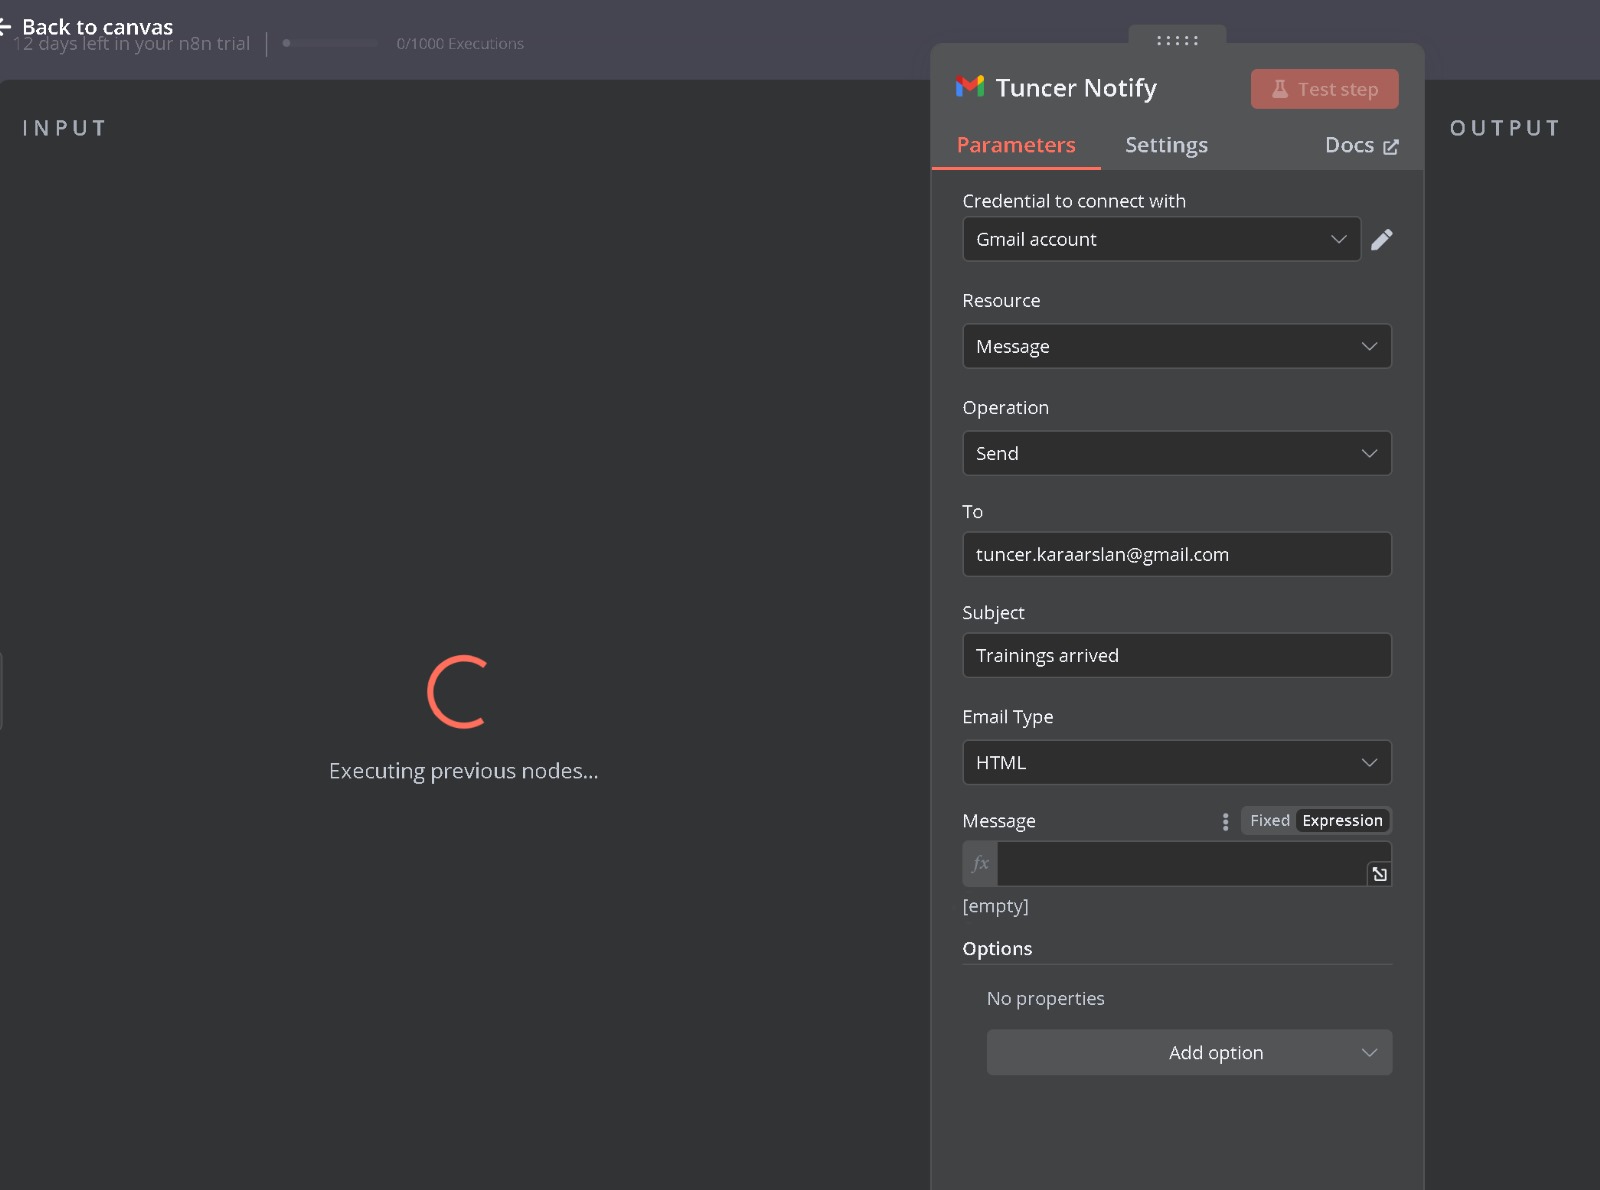 Back to canvas
12 days left in your n8n trial
0/1000 Executions
INPUT
Executing previous nodes...
Tuncer Notify
Test step
Parameters
Settings
Docs
Credential to connect with
Gmail account
Resource
Message
Operation
Send
To
tuncer.karaarslan@gmail.com
Subject
Trainings arrived
Email Type
HTML
Message
Fixed
Expression
fx
[empty]
Options
No properties
Add option
OUTPUT